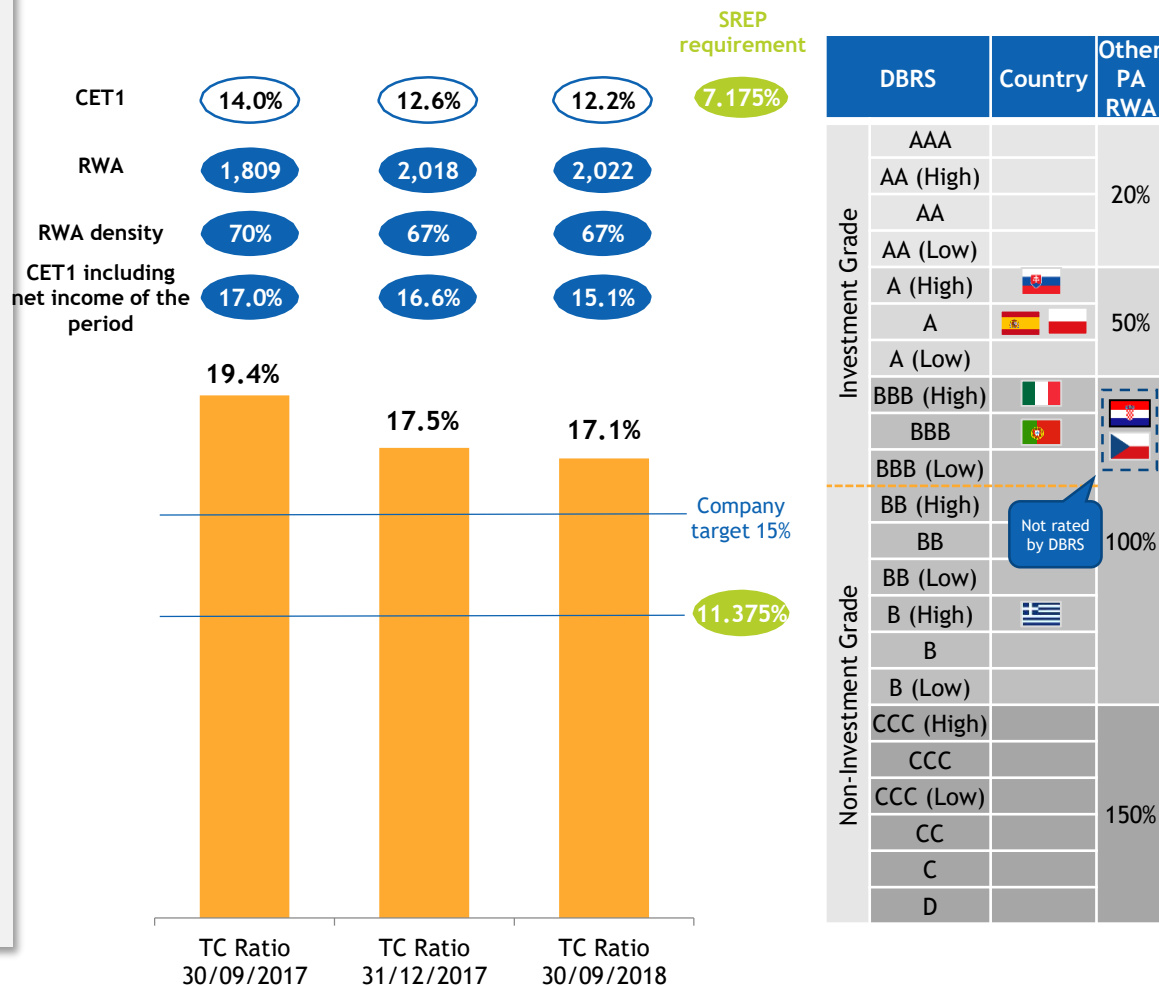 SREP
requirement
CET1 14.0% 12.6% 12.2% 7.175%
RWA 1,809 2,018 2,022
RWA density 70% 67% 67%
CET1 including
net income of the
period
17.0% 16.6% 15.1%
19.4%
17.5%
17.1%
Company
target 15%
11.375%
TC Ratio
30/09/2017
TC Ratio
31/12/2017
TC Ratio
30/09/2018
DBRS Country Other
PA
RWA
Investment Grade
AAA
AA (High)
AA
AA (Low)
20%
A (High)
A
A (Low)
50%
BBB (High)
BBB
BBB (Low)
Non-Investment Grade
BB (High)
BB
BB (Low)
B (High)
B
B (Low)
Not rated
by DBRS
100%
CCC (High)
CCC
CCC (Low)
CC
C
D
150%